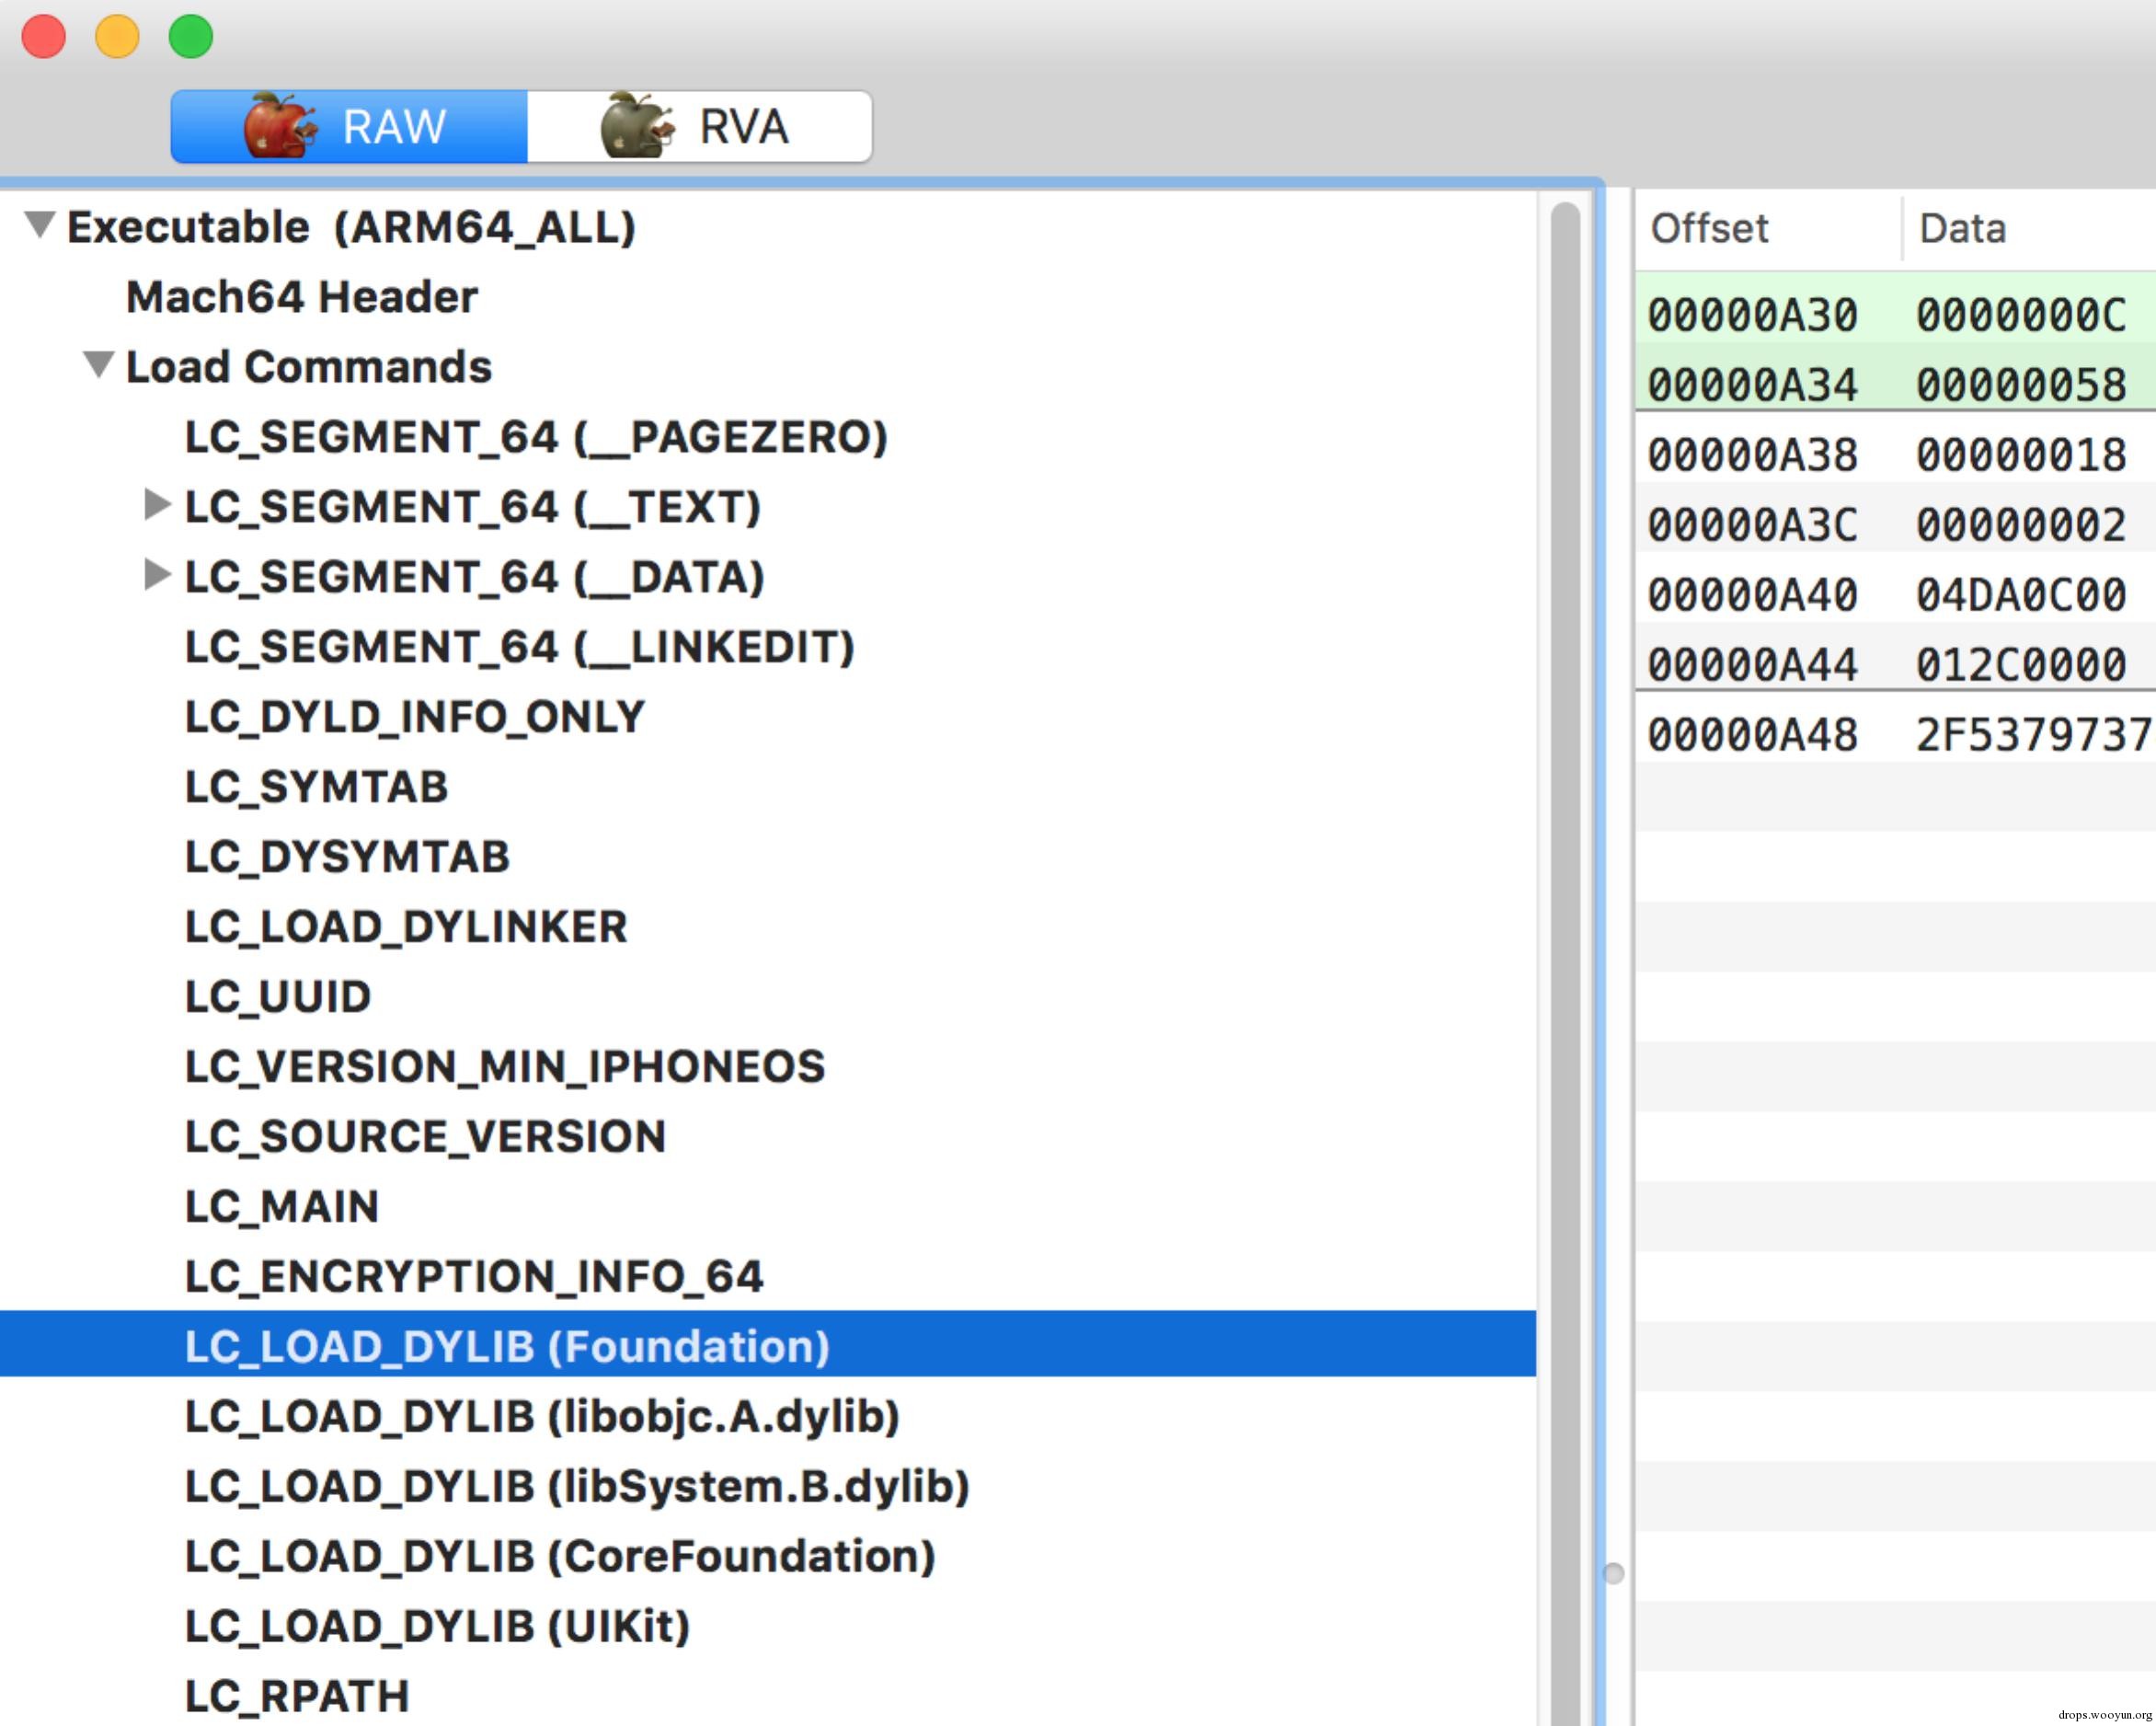 RAW RVA
Executable (ARM64_ALL)
Mach64 Header
Load Commands
LC_SEGMENT_64 (__PAGEZERO)
LC_SEGMENT_64 (__TEXT)
LC_SEGMENT_64 (__DATA)
LC_SEGMENT_64 (__LINKEDIT)
LC_DYLD_INFO_ONLY
LC_SYMTAB
LC_DYSYMTAB
LC_LOAD_DYLINKER
LC_UUID
LC_VERSION_MIN_IPHONEOS
LC_SOURCE_VERSION
LC_MAIN
LC_ENCRYPTION_INFO_64
LC_LOAD_DYLIB (Foundation)
LC_LOAD_DYLIB (libobjc.A.dylib)
LC_LOAD_DYLIB (libSystem.B.dylib)
LC_LOAD_DYLIB (CoreFoundation)
LC_LOAD_DYLIB (UIKit)
LC_RPATH
Offset Data
00000A30 0000000C
00000A34 00000058
00000A38 00000018
00000A3C 00000002
00000A40 04DA0C00
00000A44 012C0000
00000A48 2F5379737
drops.wooyun.org